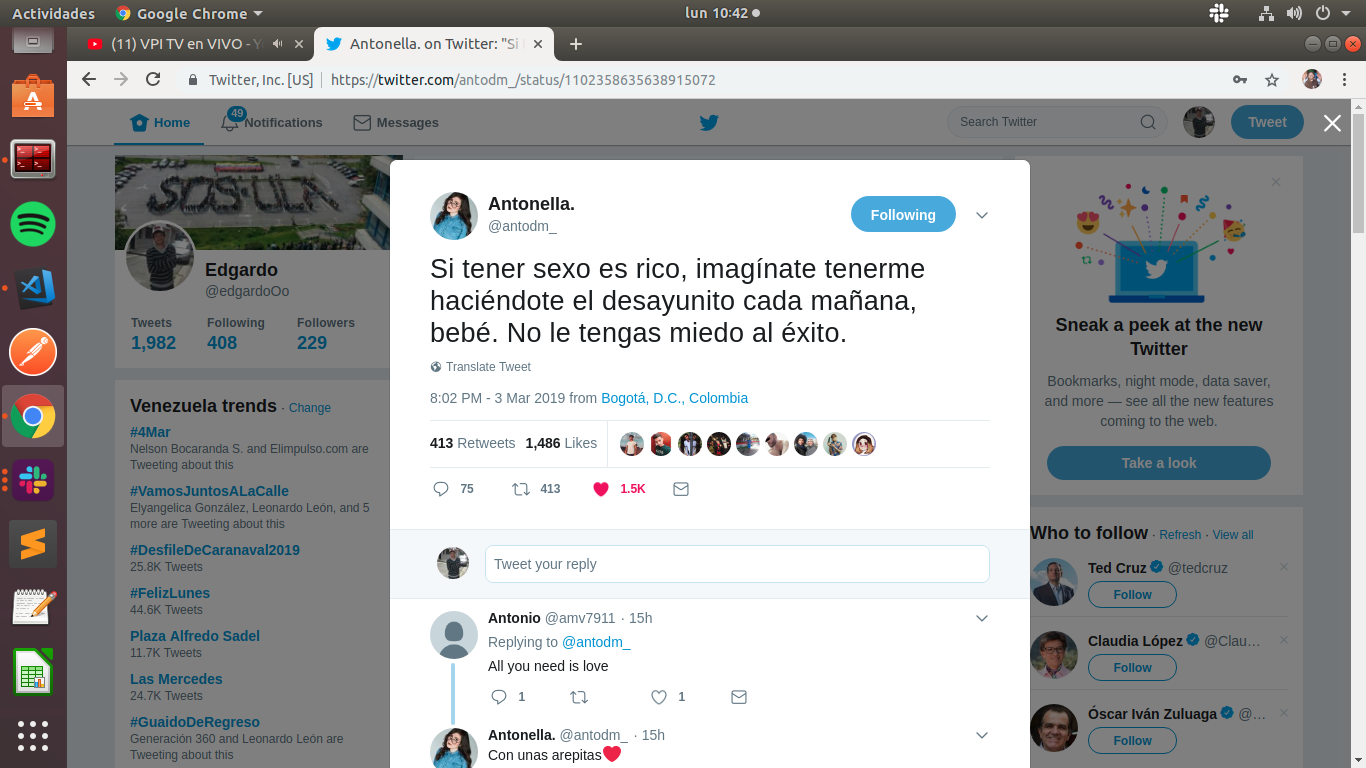 Actividades
Google Chrome
lun 10:42
(11) VPI TV en VIVO - Y
Antonella. on Twitter: "Si
Twitter, Inc. [US]
https://twitter.com/antodm_/status/1102358635638915072
Home
49
Notifications
Messages
Search Twitter
Tweet
SOSULA
Edgardo
@edgardoOo
Tweets Following Followers
1,982 408 229
Venezuela trends · Change
#4Mar
Nelson Bocaranda S. and Elimpulso.com are
Tweeting about this
#VamosJuntosALaCalle
Elyangelica González, Leonardo León, and 5
more are Tweeting about this
#DesfileDeCaranaval2019
25.8K Tweets
#FelizLunes
44.6K Tweets
Plaza Alfredo Sadel
11.7K Tweets
Las Mercedes
24.7K Tweets
#GuaidoDeRegreso
Generación 360 and Leonardo León are
Tweeting about this
Antonella.
@antodm_
Following
Si tener sexo es rico, imagínate tenerme
haciéndote el desayunito cada mañana,
bebé. No le tengas miedo al éxito.
Translate Tweet
8:02 PM - 3 Mar 2019 from Bogotá, D.C., Colombia
413 Retweets 1,486 Likes
75 413 1.5K
Tweet your reply
Antonio @amv7911 · 15h
Replying to @antodm_
All you need is love
1 1
Antonella. @antodm_ · 15h
Con unas arepitas❤️
Sneak a peek at the new
Twitter
Bookmarks, night mode, data saver,
and more — see all the new features
coming to the web.
Take a look
Who to follow · Refresh · View all
Ted Cruz @tedcruz
Follow
Claudia López @Clau…
Follow
Óscar Iván Zuluaga @…
Follow